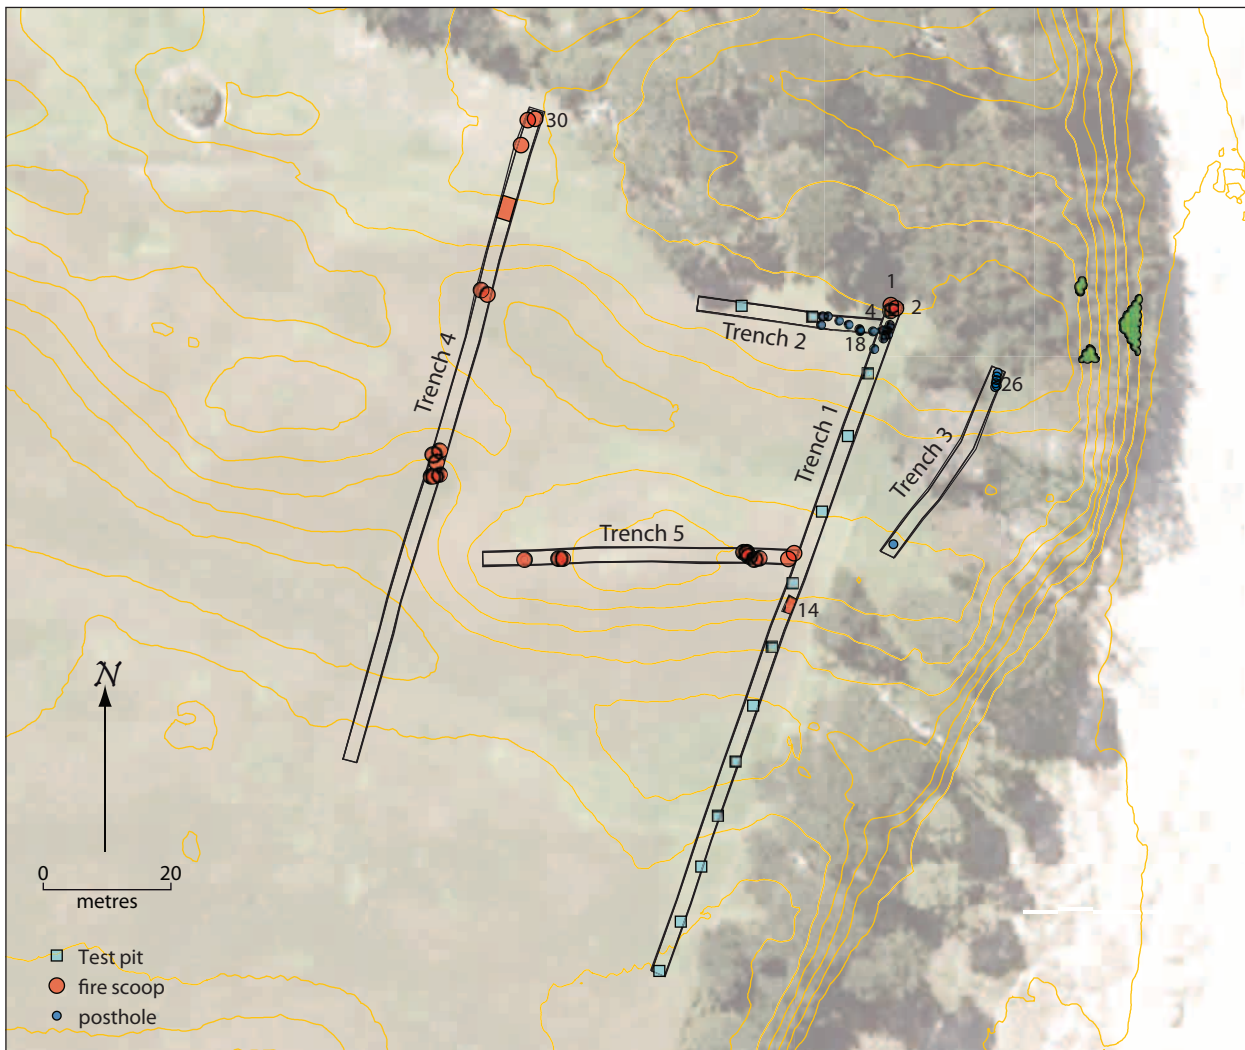 30
1
4
2
Trench 2
18
26
Trench 4
Trench 1
Trench 3
Trench 5
14
N
0 20
metres
Test pit
fire scoop
posthole